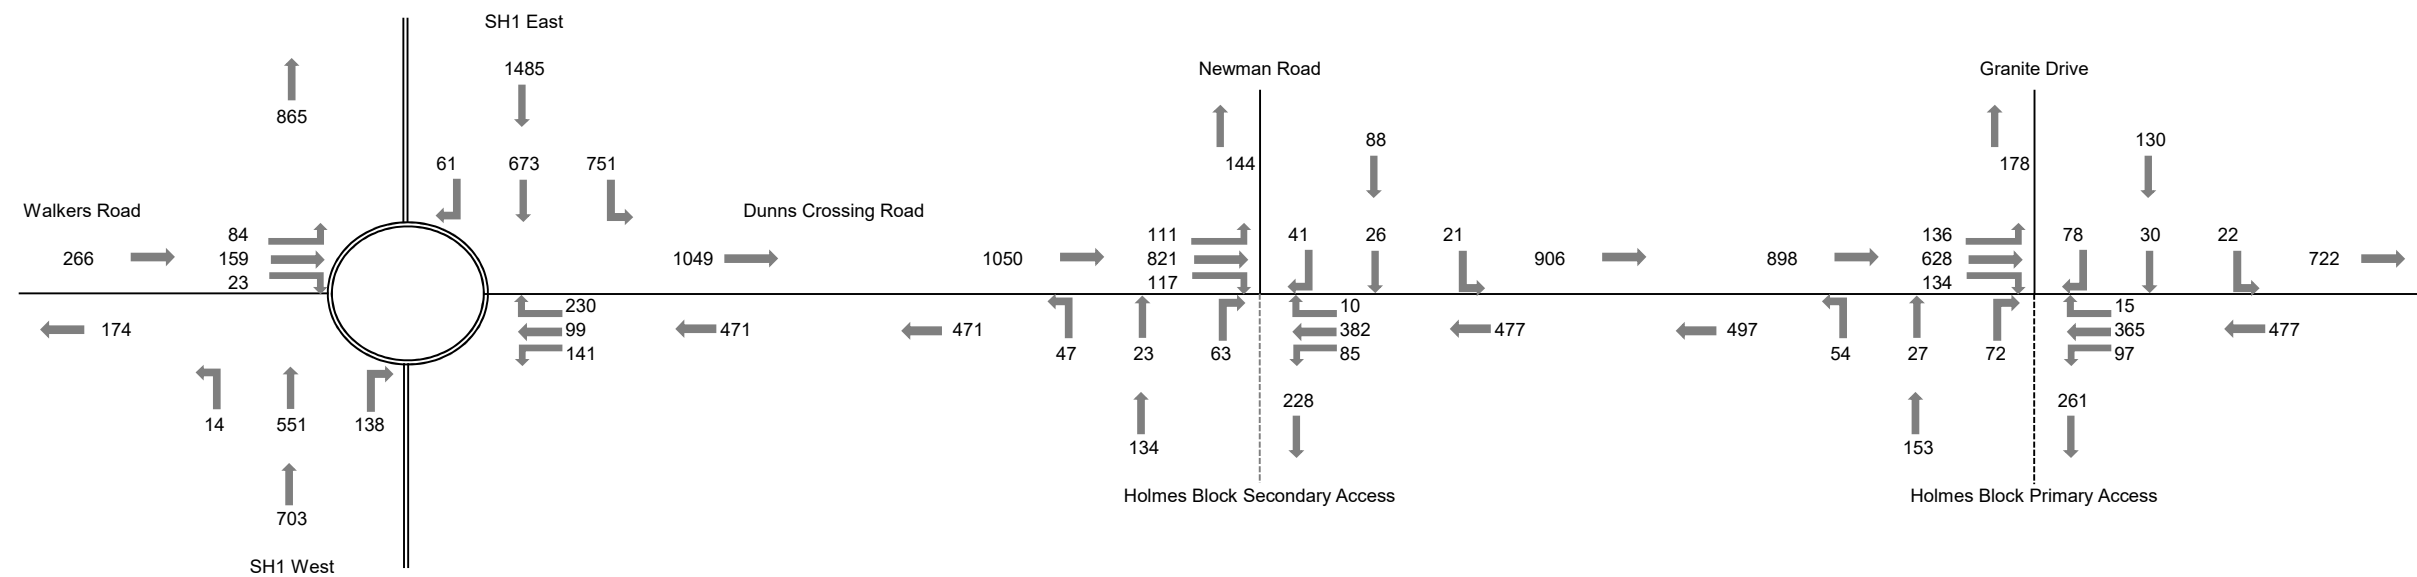 SH1 East
1485
865
61 673 751
Walkers Road
Dunns Crossing Road
266
84
159
23
1049
174
230
99
141
471
14 551 138
703
SH1 West
Newman Road
88
144
1050
111
821
117
41 26 21
906
471
47 23 63
10
382
85
477
134
228
Holmes Block Secondary Access
Granite Drive
130
178
898
136
628
134
78 30 22
722
497
54 27 72
15
365
97
477
153
261
Holmes Block Primary Access